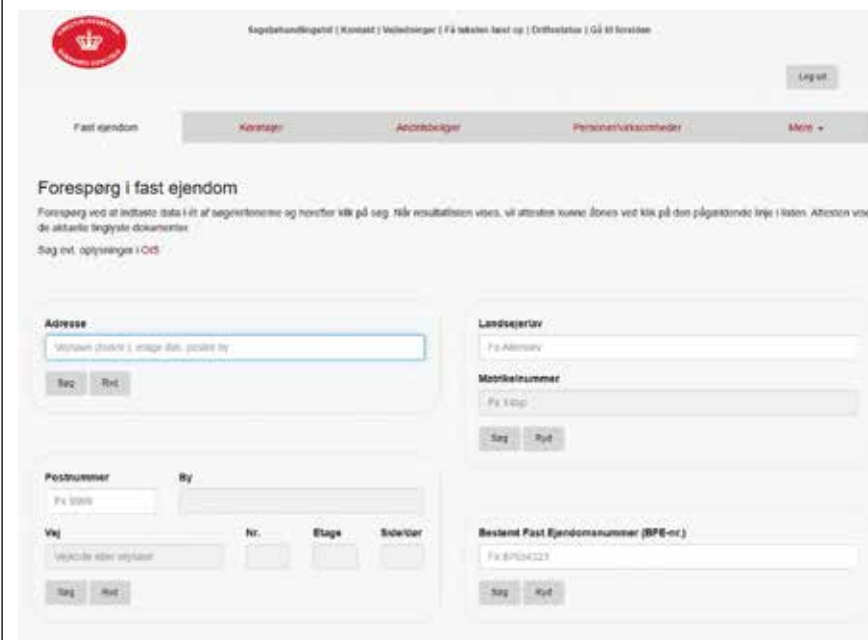 Sagsbehandlingstid | Kontakt | Vejledninger | Få teksten læst op | Driftsstatus | Gå til forsiden
Log ud
Fast ejendom Køretøjer Andelsboliger Personer/virksomheder Mere
Forespørg i fast ejendom
Forespørg ved at indtaste data i ét af søgekriterierne og herefter klik på søg. Når resultatlisten vises, vil attesten kunne åbnes ved klik på den pågældende linje i listen. Attesten vise
de aktuelle tinglyste dokumenter.
Søg evt. oplysninger i OIS
Adresse
Vejnavn (husnr.), etage dør, postnr by
Søg Ryd
Landsejerlav
Fx Allerslev
Matrikelnummer
Fx 14bp
Søg Ryd
Postnummer By
Fx 9999
Vej Nr. Etage Side/dør
Vejkode eller vejnavn
Søg Ryd
Bestemt Fast Ejendomsnummer (BFE-nr.)
Fx 87654321
Søg Ryd